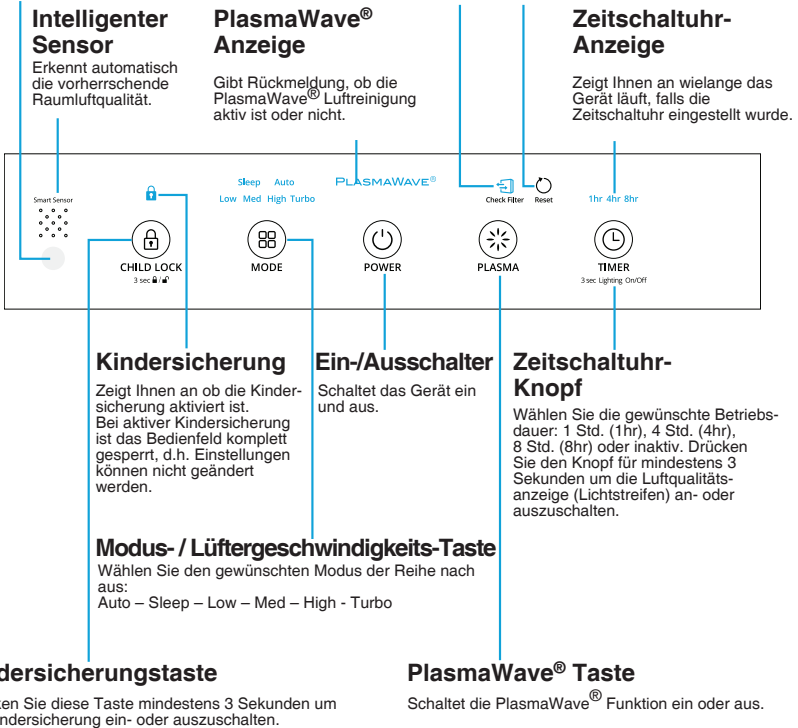 Intelligenter
Sensor
Erkennt automatisch
die vorherrschende
Raumluftqualität.
PlasmaWave®
Anzeige
Gibt Rückmeldung, ob die
PlasmaWave® Luftreinigung
aktiv ist oder nicht.
Zeitschaltuhr-
Anzeige
Zeigt Ihnen an wielange das
Gerät läuft, falls die
Zeitschaltuhr eingestellt wurde.
Smart Sensor
CHILD LOCK
3 sec /
Sleep Auto
Low Med High Turbo
MODE
PLASMAWAVE®
POWER
Check Filter
Reset
PLASMA
1hr 4hr 8hr
TIMER
3 sec Lighting On/Off
Kindersicherung
Zeigt Ihnen an ob die Kinder-
sicherung aktiviert ist.
Bei aktiver Kindersicherung
ist das Bedienfeld komplett
gesperrt, d.h. Einstellungen
können nicht geändert
werden.
Ein-/Ausschalter
Schaltet das Gerät ein
und aus.
Zeitschaltuhr-
Knopf
Wählen Sie die gewünschte Betriebs-
dauer: 1 Std. (1hr), 4 Std. (4hr),
8 Std. (8hr) oder inaktiv. Drücken
Sie den Knopf für mindestens 3
Sekunden um die Luftqualitäts-
anzeige (Lichtstreifen) an- oder
auszuschalten.
Modus- / Lüftergeschwindigkeits-Taste
Wählen Sie den gewünschten Modus der Reihe nach
aus:
Auto – Sleep – Low – Med – High - Turbo
dersicherungstaste
en Sie diese Taste mindestens 3 Sekunden um
ndersicherung ein- oder auszuschalten.
PlasmaWave® Taste
Schaltet die PlasmaWave® Funktion ein oder aus.